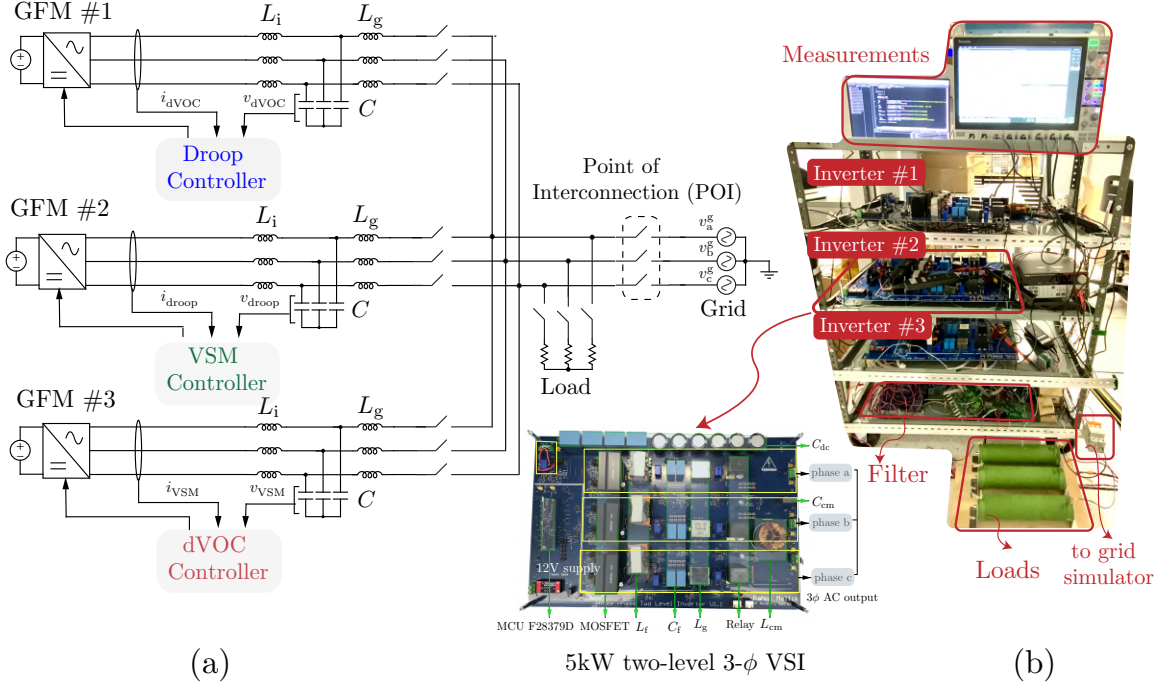 GFM #1
L_i
L_g
i_dVOC
v_dVOC
C
Droop
Controller
GFM #2
L_i
L_g
i_droop
v_droop
C
VSM
Controller
GFM #3
L_i
L_g
i_VSM
v_VSM
C
dVOC
Controller
Point of
Interconnection (POI)
v_a^g
v_b^g
v_c^g
Grid
Load
Measurements
Inverter #1
Inverter #2
Inverter #3
Filter
Loads
to grid
simulator
C_dc
phase a
C_cm
phase b
phase c
3ϕ AC output
12V supply
MCU F28379D
MOSFET
L_f
C_f
L_g
Relay
L_cm
5kW two-level 3-ϕ VSI
(a)
(b)